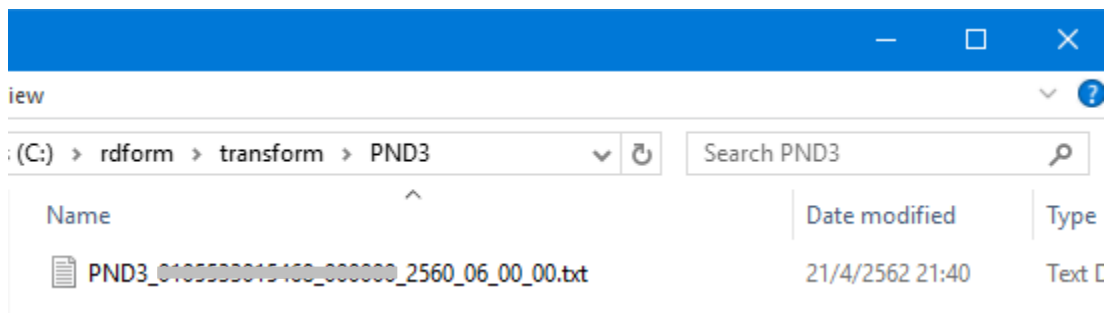 iew
(C:) > rdform > transform > PND3
Search PND3
Name
Date modified
Type
PND3_ _2560_06_00_00.txt
21/4/2562 21:40
Text